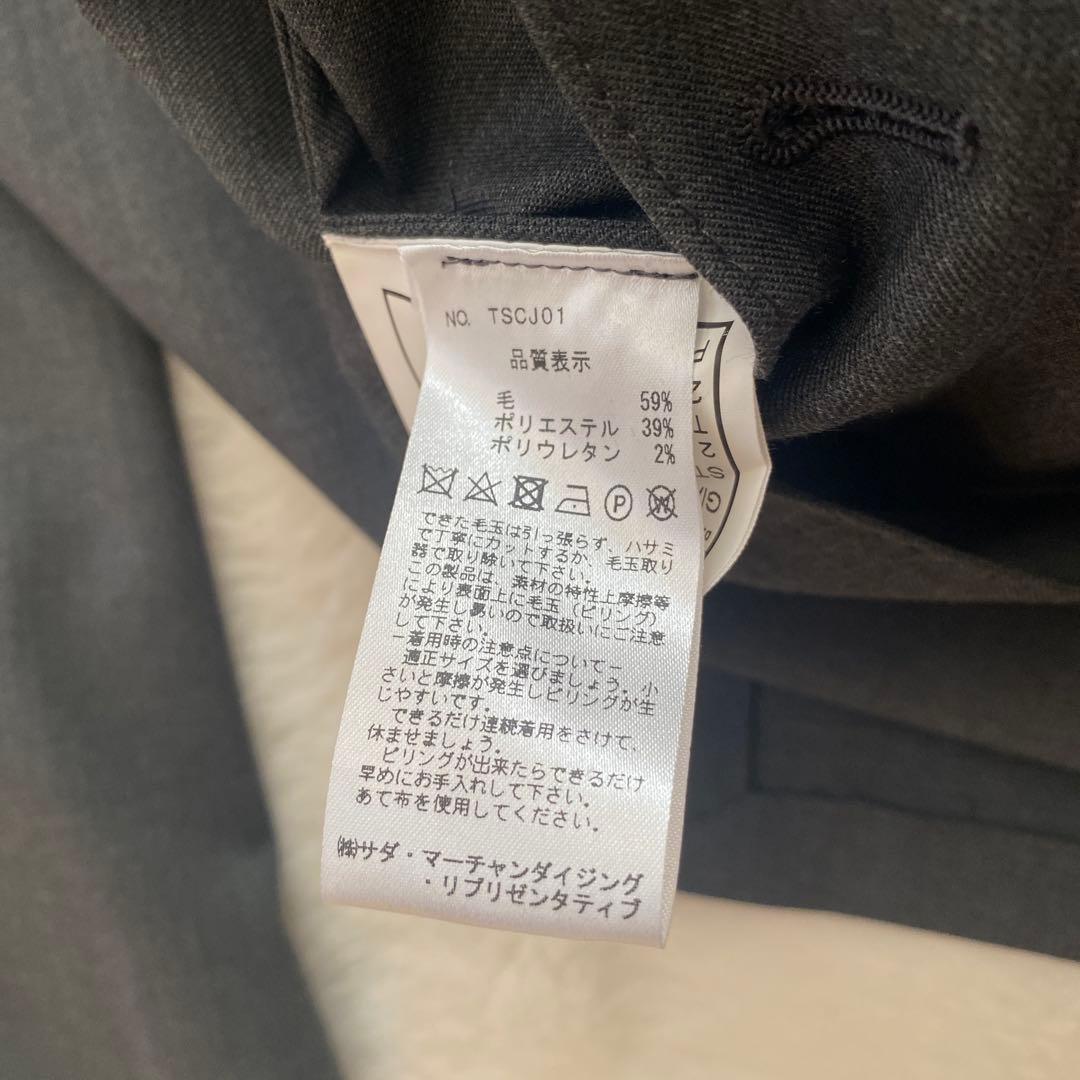 NO. TSCJ01
品質表示
毛 59%
ポリエステル 39%
ポリウレタン 2%
P W
できた毛玉は引っ張らず、ハサミ
で丁寧にカットするか、毛玉取り
器で取り除いて下さい。
この製品は、素材の特性上摩擦等
により表面上に毛玉(ピリング)
が発生し易いので取扱いにご注意
して下さい。
ー着用時の注意点についてー
適正サイズを選びましょう。小
さいと摩擦が発生しピリングが生
じやすいです。
できるだけ連続着用をさけて、
休ませましょう。
ピリングが出来たらできるだけ
早めにお手入れして下さい。
あて布を使用してください。
㈱サダ・マーチャンダイジング
・リプリゼンタティブ